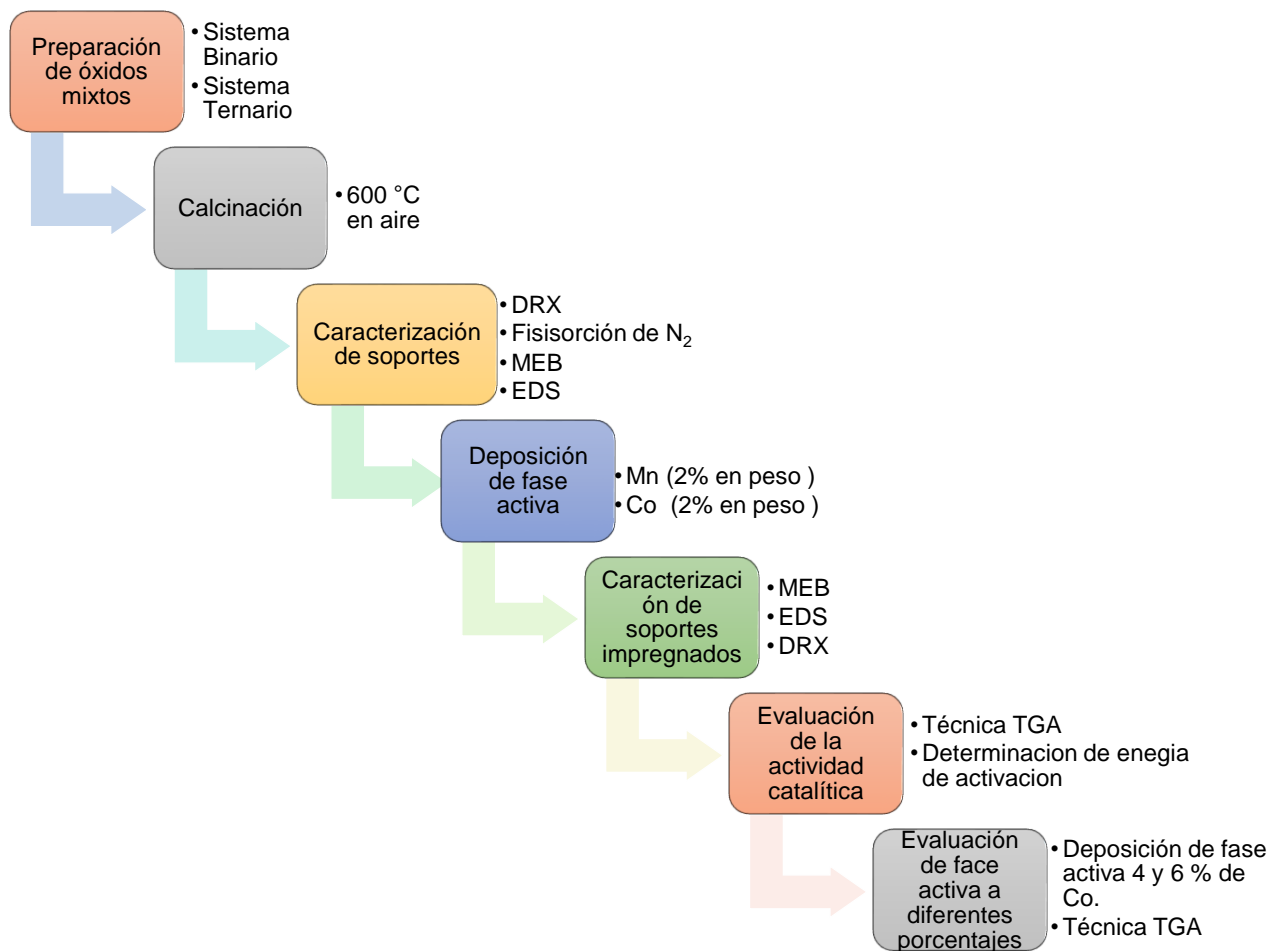 Preparación
de óxidos
mixtos
• Sistema
Binario
• Sistema
Ternario
Calcinación
• 600 °C
en aire
Caracterización
de soportes
• DRX
• Fisisorción de N₂
• MEB
• EDS
Deposición
de fase
activa
• Mn (2% en peso )
• Co (2% en peso )
Caracterizaci
ón de
soportes
impregnados
• MEB
• EDS
• DRX
Evaluación
de la
actividad
catalítica
• Técnica TGA
• Determinacion de enegia
de activacion
Evaluación
de face
activa a
diferentes
porcentajes
• Deposición de fase
activa 4 y 6 % de
Co.
• Técnica TGA